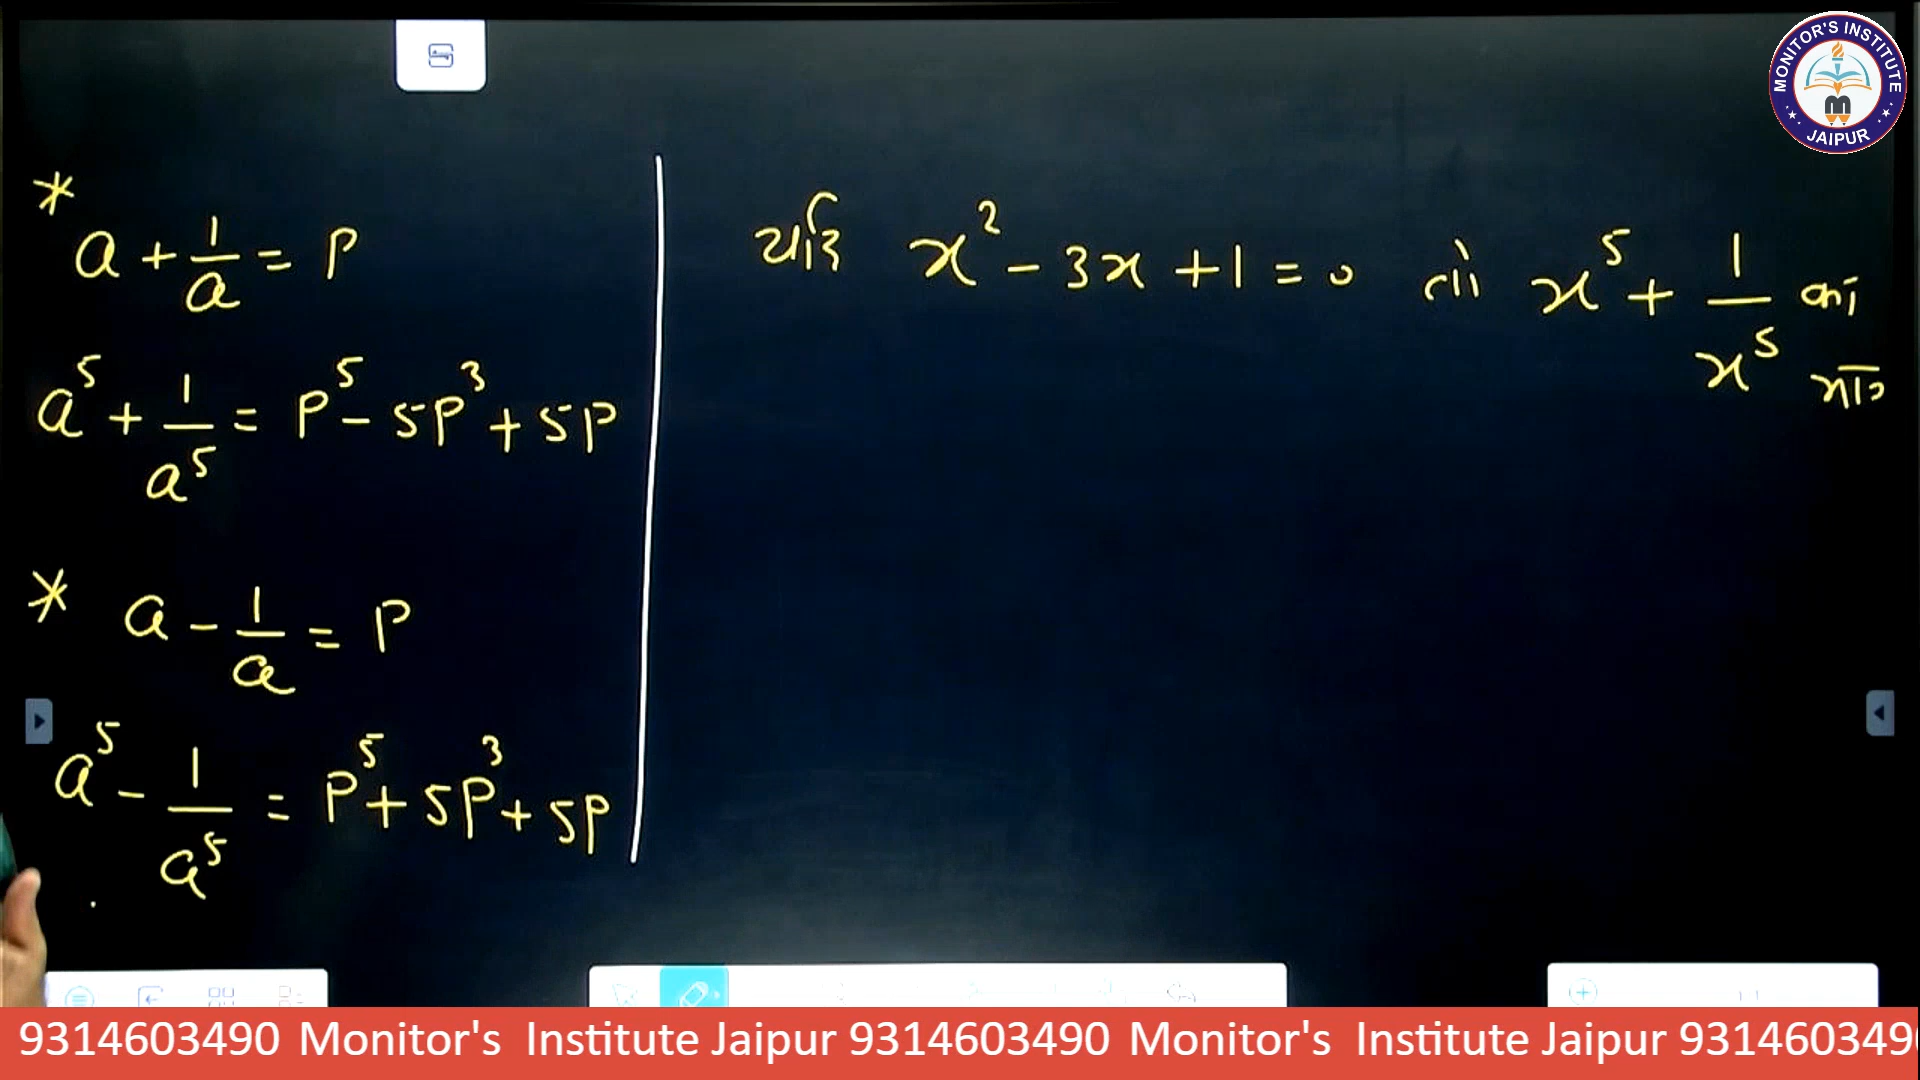 MONITOR'S INSTITUTE
JAIPUR
* a + 1/a = P
a⁵ + 1/a⁵ = P⁵ - 5P³ + 5P
* a - 1/a = P
a⁵ - 1/a⁵ = P⁵ + 5P³ + 5P
यदि x² - 3x + 1 = 0 तो x⁵ + 1/x⁵ का
मान
9314603490 Monitor's Institute Jaipur 9314603490 Monitor's Institute Jaipur 931460349